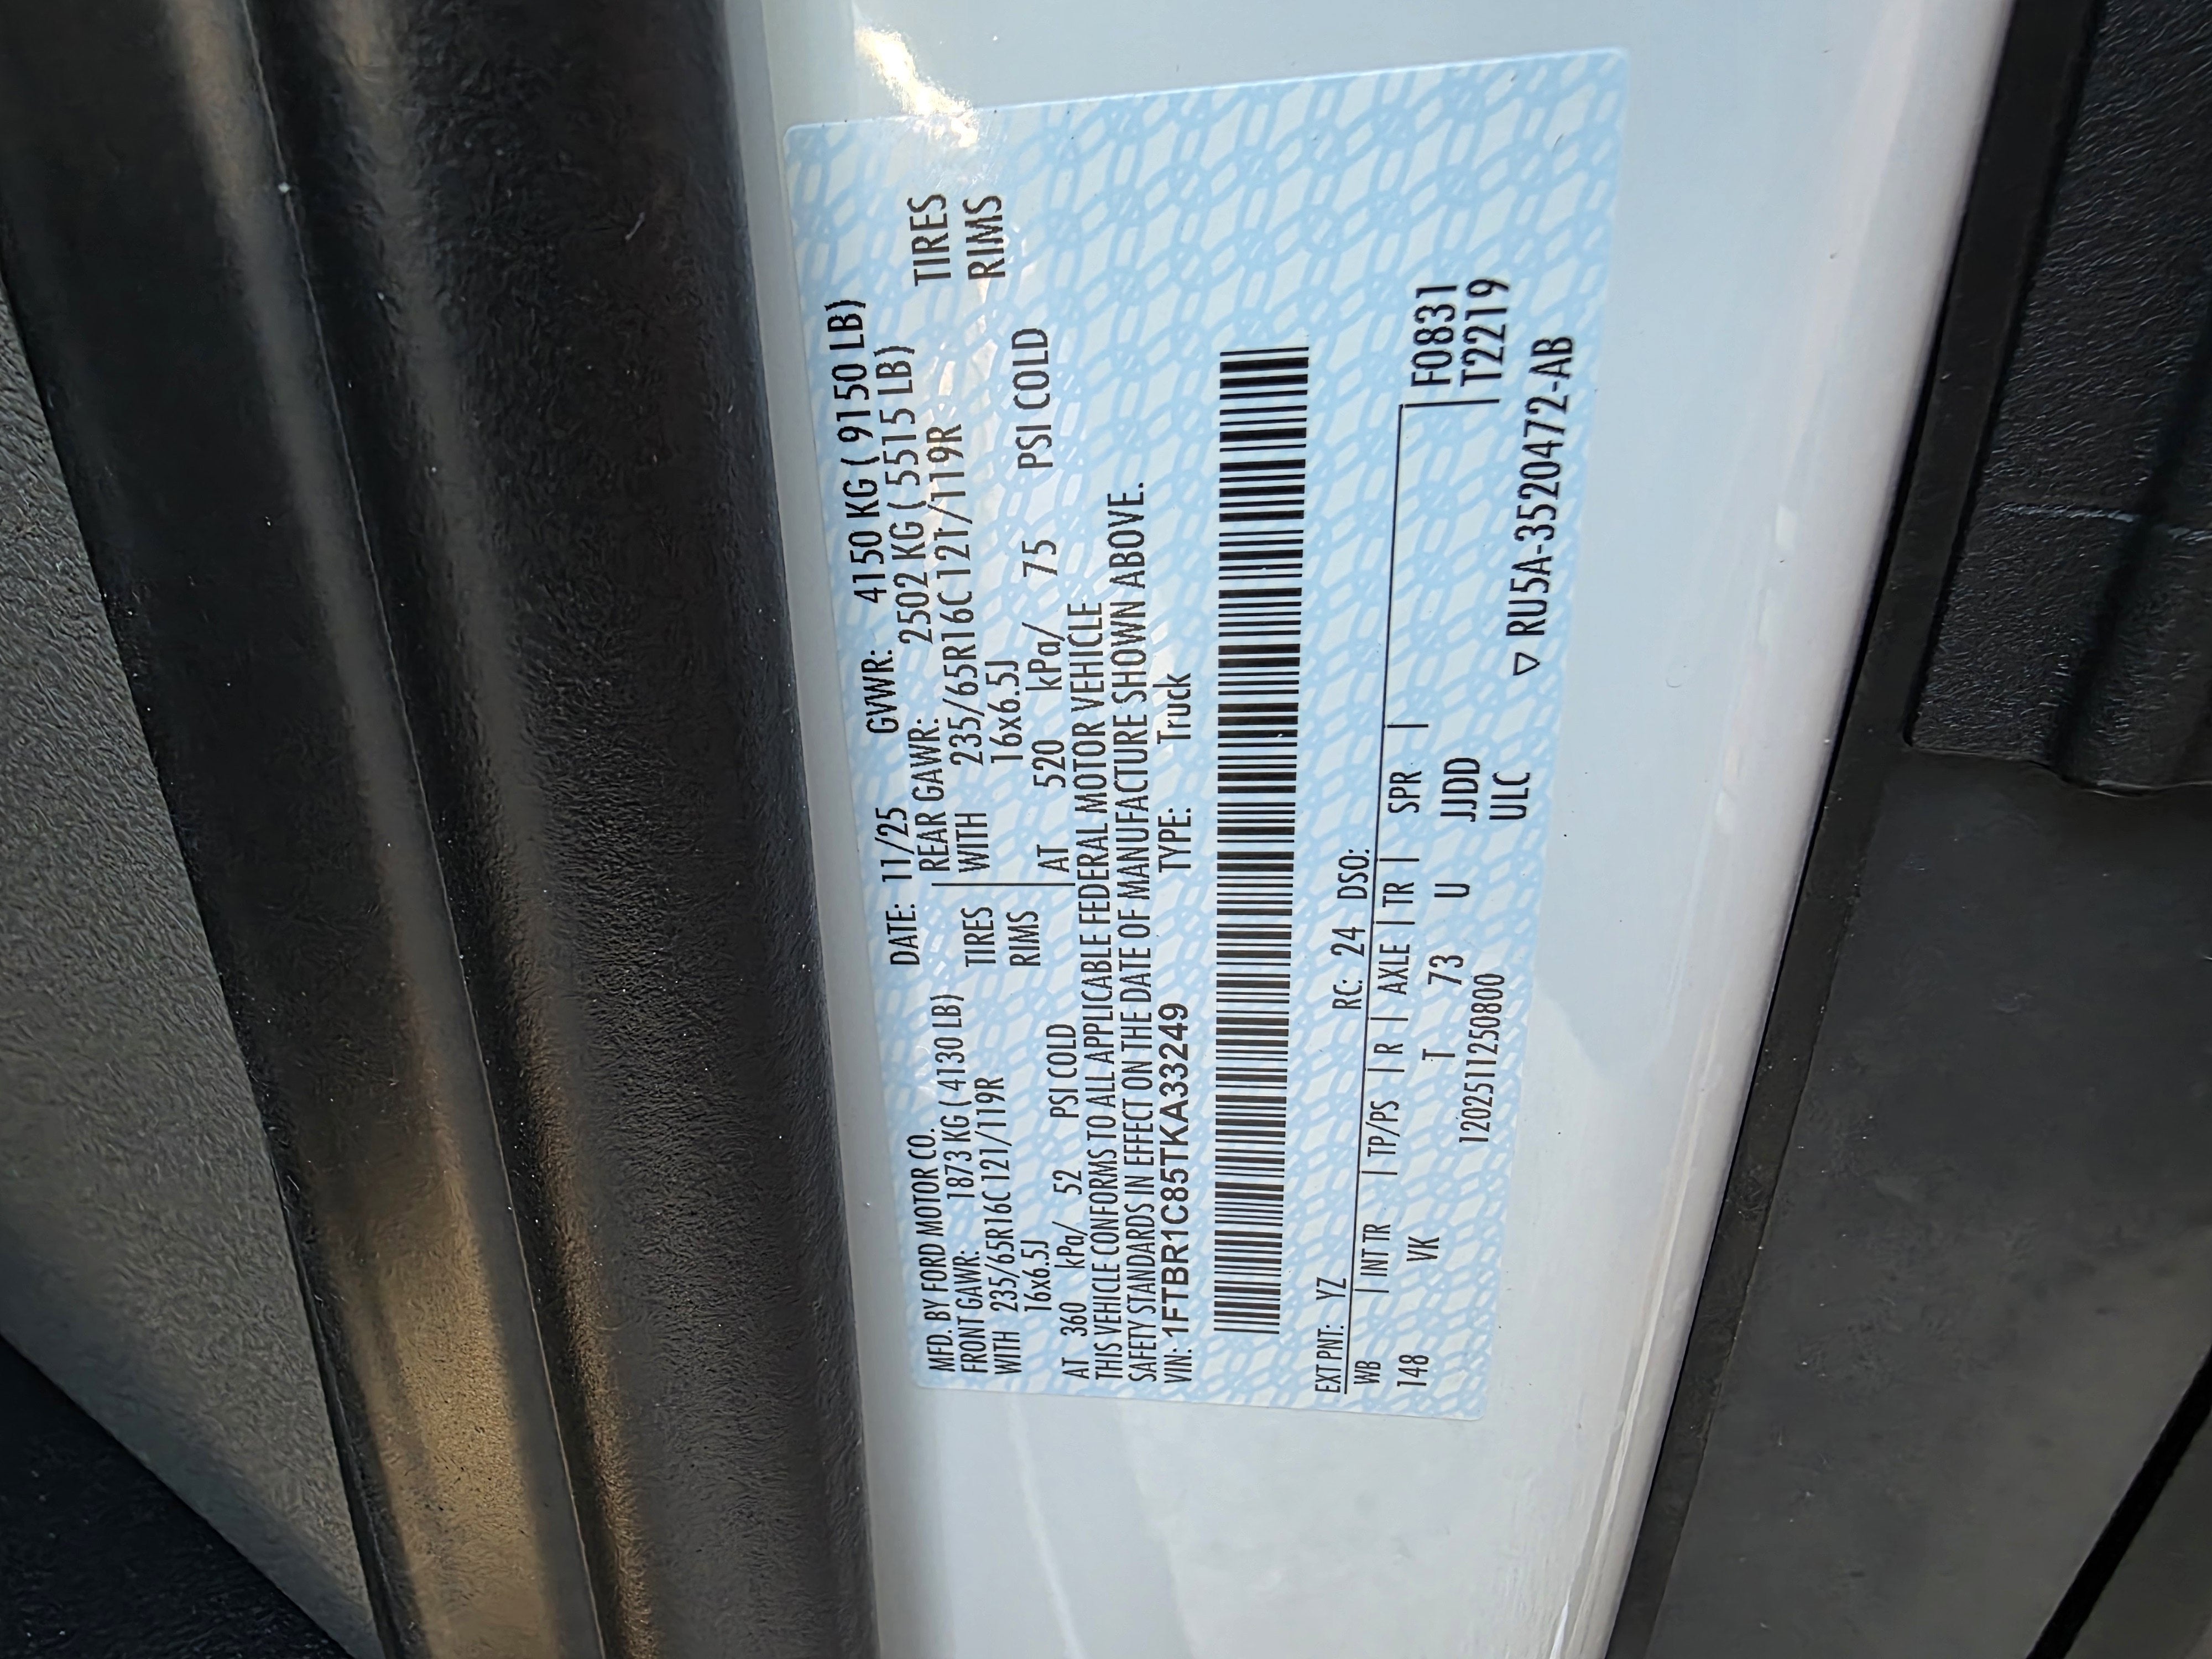 MFD. BY FORD MOTOR CO. DATE: 11/25 GVWR: 4150 KG ( 9150 LB)
FRONT GAWR: 1873 KG ( 4130 LB) REAR GAWR: 2502 KG ( 5515 LB)
WITH 235/65R16C 121/119R TIRES WITH 235/65R16C 121/119R TIRES
16x6.5J RIMS 16x6.5J RIMS
AT 360 kPa/ 52 PSI COLD AT 520 kPa/ 75 PSI COLD
THIS VEHICLE CONFORMS TO ALL APPLICABLE FEDERAL MOTOR VEHICLE
SAFETY STANDARDS IN EFFECT ON THE DATE OF MANUFACTURE SHOWN ABOVE.
VIN: 1FTBR1C85TKA33249 TYPE: Truck
EXT PNT: YZ RC: 24 DSO:
WB | INT TR | TP/PS | R | AXLE | TR | SPR | F0831
148 VK T 73 U JJDD T2219
1202511250800 ULC
▽ RU5A-3520472-AB